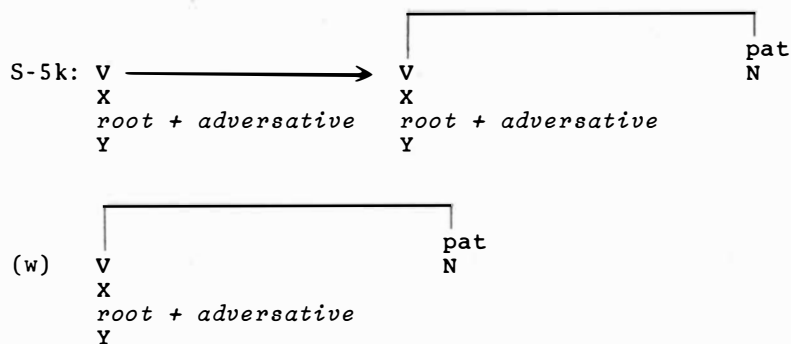 pat
S-5k: V V N
X X
root + adversative root + adversative
Y Y
pat
(w) V N
X
root + adversative
Y